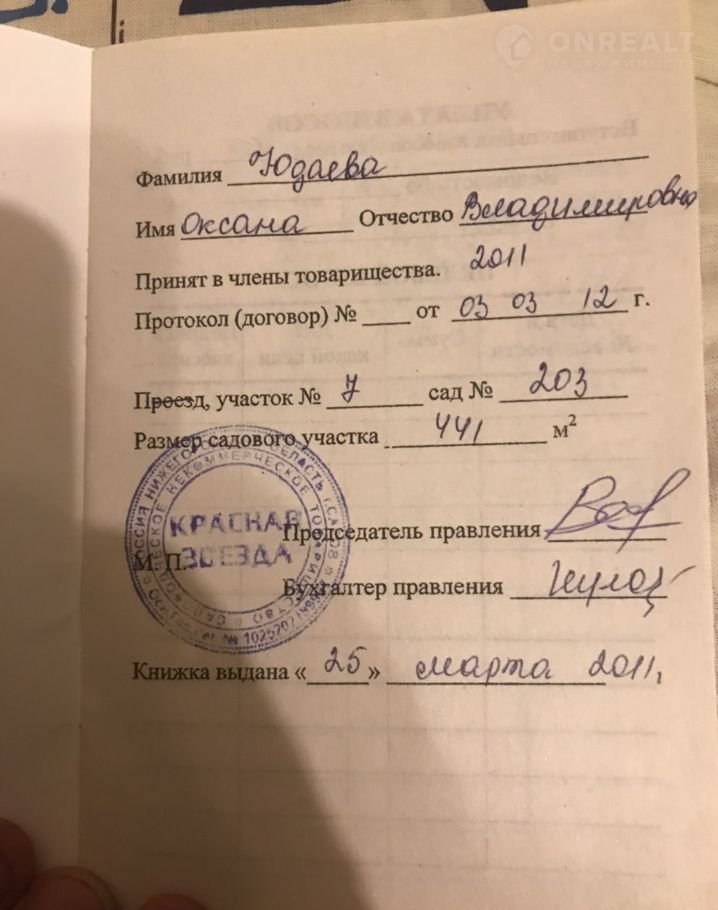 ONREALT
НЕДВИЖИМОСТЬ
Фамилия Юдаева
Имя Оксана Отчество Владимировна
Принят в члены товарищества. 2011
Протокол (договор) № от 03 03 12 г.
Проезд, участок № 7 сад № 203
Размер садового участка 441 м²
КРАСНАЯ
ЗВЕЗДА
Председатель правления
М. П.
Бухгалтер правления
Книжка выдана «25» марта 2011г.